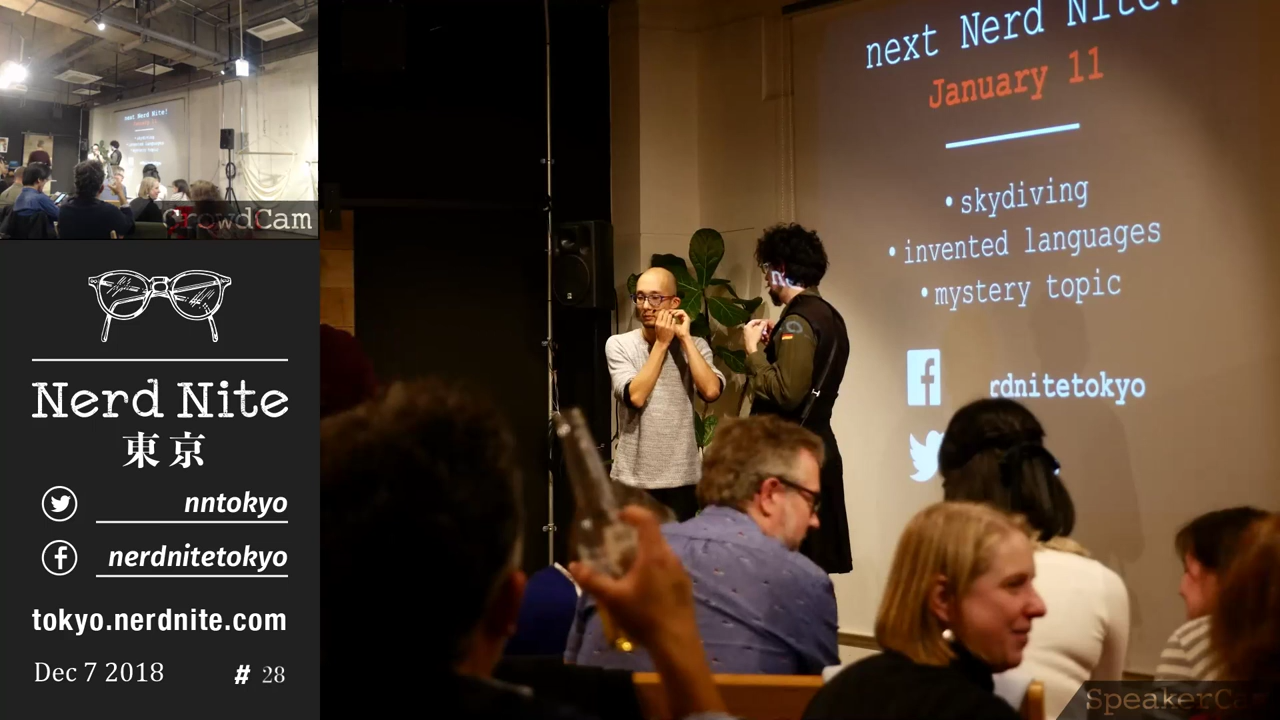 CrowdCam
Nerd Nite
東京
nntokyo
nerdnitetokyo
tokyo.nerdnite.com
Dec 7 2018
# 28
next Nerd Nite!
January 11
• skydiving
• invented languages
• mystery topic
rdnitetokyo
SpeakerCam